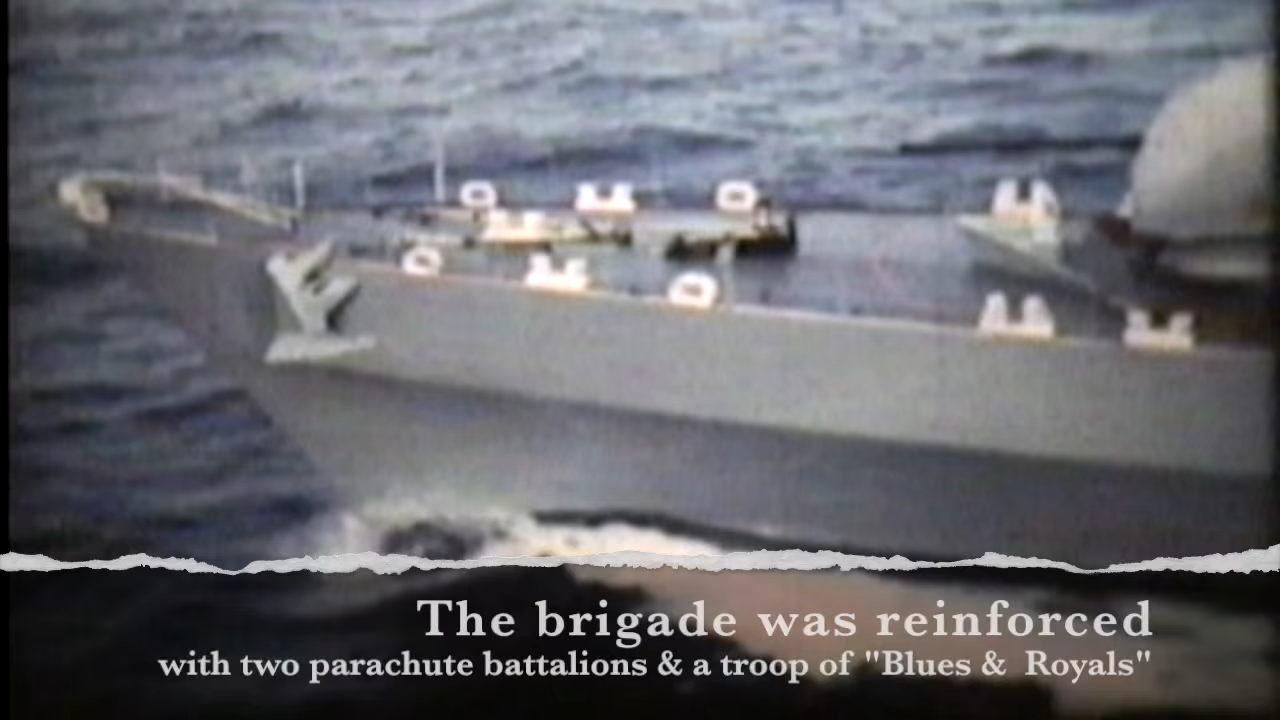 The brigade was reinforced
with two parachute battalions & a troop of "Blues & Royals"